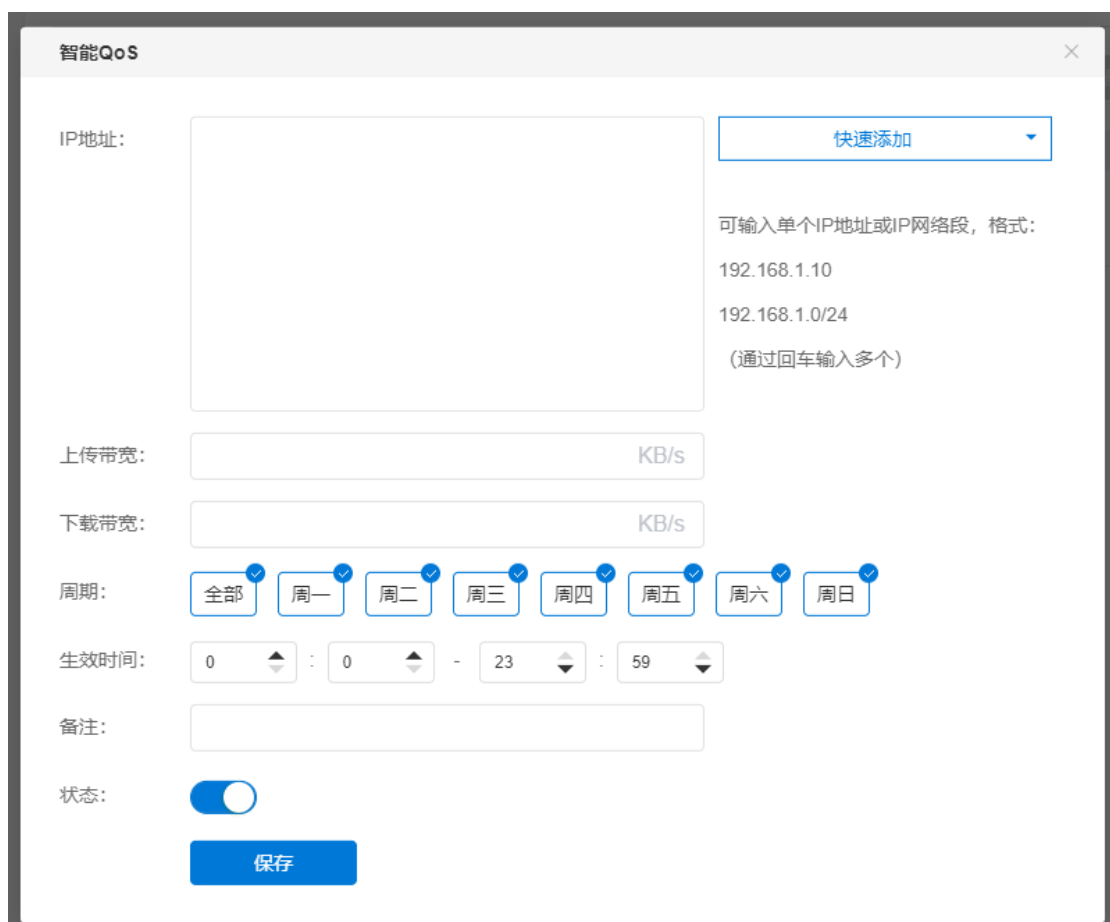 智能QoS
IP地址：
快速添加
可输入单个IP地址或IP网络段，格式：
192.168.1.10
192.168.1.0/24
（通过回车输入多个）
上传带宽： KB/s
下载带宽： KB/s
周期： 全部 周一 周二 周三 周四 周五 周六 周日
生效时间： 0 : 0 - 23 : 59
备注：
状态：
保存